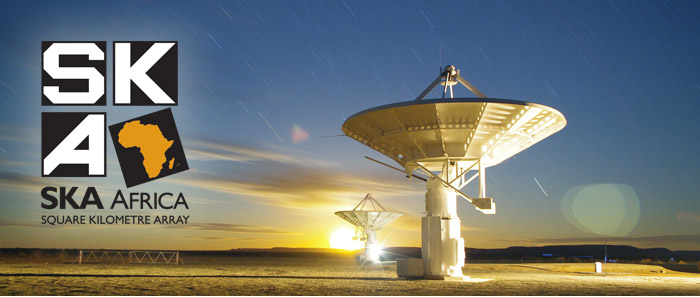 SK
A
SKA AFRICA
SQUARE KILOMETRE ARRAY